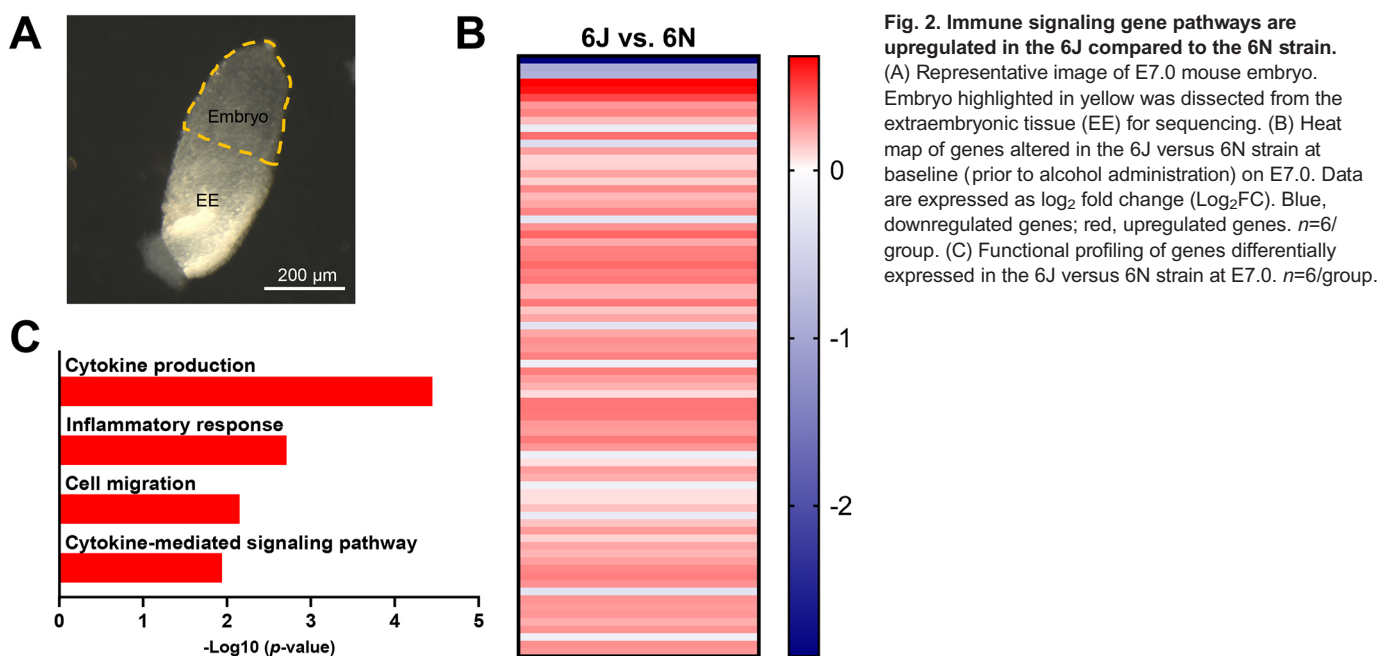 A
Embryo
EE
200 µm
B
6J vs. 6N
0
-1
-2
C
Cytokine production
Inflammatory response
Cell migration
Cytokine-mediated signaling pathway
0 1 2 3 4 5
-Log10 (p-value)
Fig. 2. Immune signaling gene pathways are
upregulated in the 6J compared to the 6N strain.
(A) Representative image of E7.0 mouse embryo.
Embryo highlighted in yellow was dissected from the
extraembryonic tissue (EE) for sequencing. (B) Heat
map of genes altered in the 6J versus 6N strain at
baseline (prior to alcohol administration) on E7.0. Data
are expressed as log₂ fold change (Log₂FC). Blue,
downregulated genes; red, upregulated genes. n=6/
group. (C) Functional profiling of genes differentially
expressed in the 6J versus 6N strain at E7.0. n=6/group.